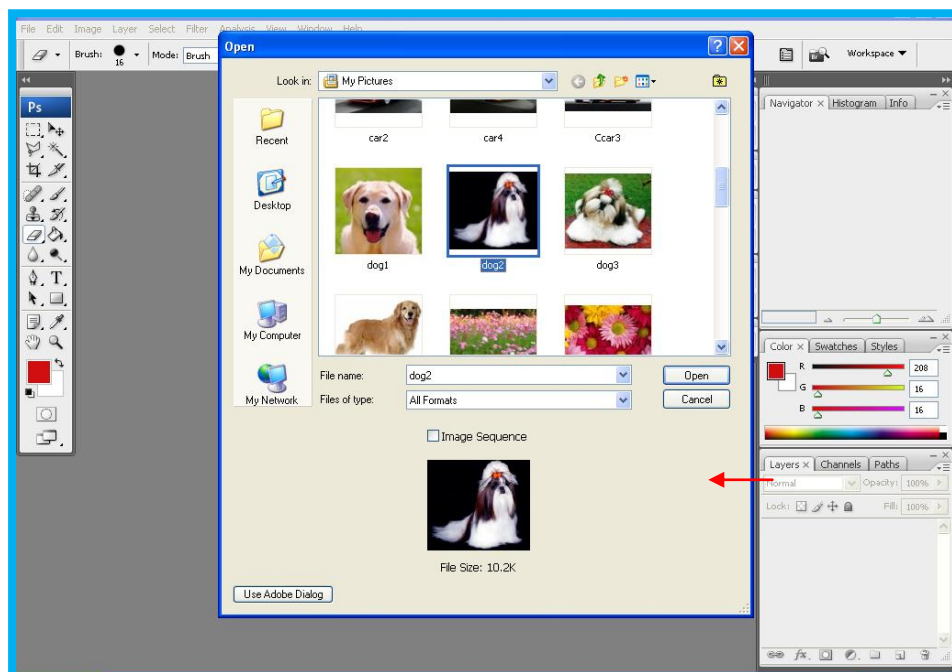 File Edit Image Layer Select Filter Analysis View Window Help
Brush: 16 Mode: Brush
Workspace
Open
Look in: My Pictures
Ps
Recent
Desktop
My Documents
My Computer
My Network
car2 car4 Ccar3
dog1 dog2 dog3
File name: dog2 Open
Files of type: All Formats Cancel
Image Sequence
File Size: 10.2K
Use Adobe Dialog
Navigator × Histogram Info
Color × Swatches Styles
R 208
G 16
B 16
Layers × Channels Paths
Normal Opacity: 100%
Lock: Fill: 100%